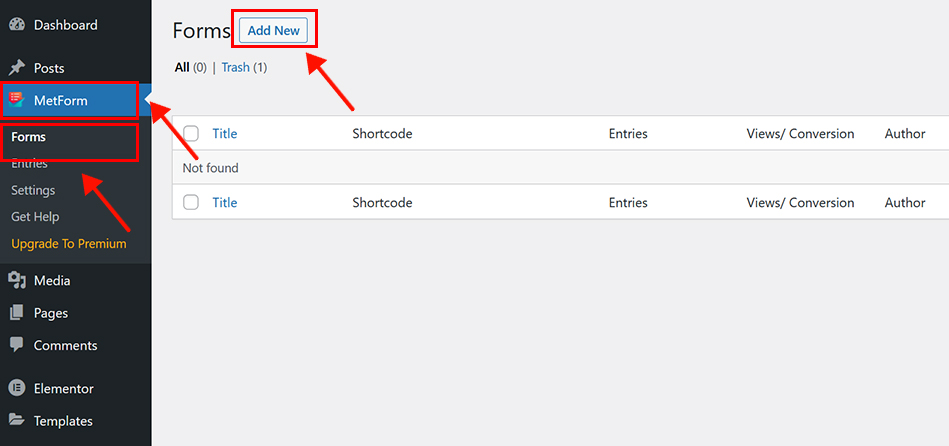 Dashboard
Posts
MetForm
Forms
Entries
Settings
Get Help
Upgrade To Premium
Media
Pages
Comments
Elementor
Templates
Forms Add New
All (0) | Trash (1)
Title Shortcode Entries Views/ Conversion Author
Not found
Title Shortcode Entries Views/ Conversion Author